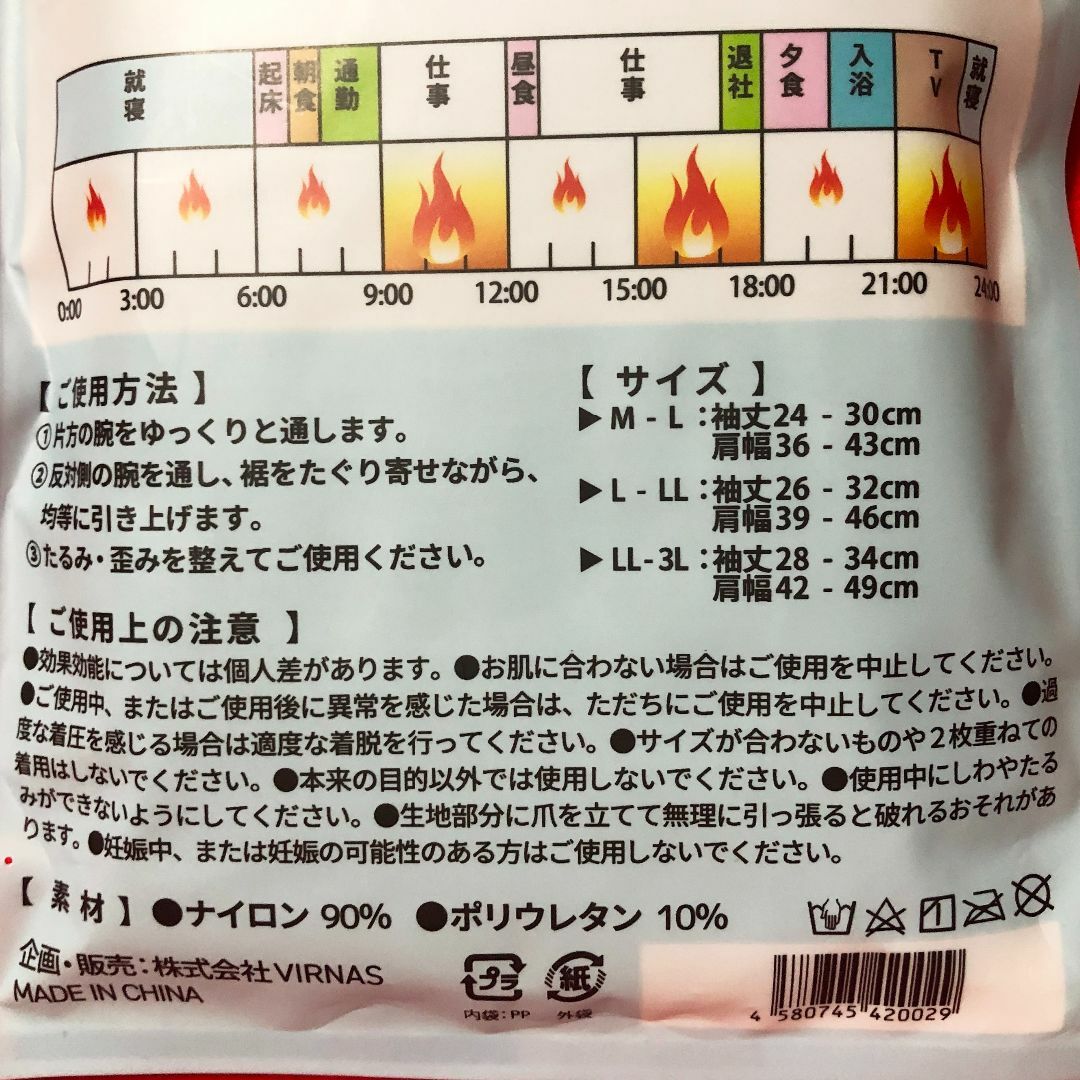 就寝 起床 朝食 通勤 仕事 昼食 仕事 退社 夕食 入浴 TV 就寝
0:00 3:00 6:00 9:00 12:00 15:00 18:00 21:00 24:00
【ご使用方法】
①片方の腕をゆっくりと通します。
②反対側の腕を通し、裾をたぐり寄せながら、
均等に引き上げます。
③たるみ・歪みを整えてご使用ください。
【 サイズ 】
▶M - L :袖丈24 - 30cm
肩幅36 - 43cm
▶L - LL :袖丈26 - 32cm
肩幅39 - 46cm
▶LL-3L :袖丈28 - 34cm
肩幅42 - 49cm
【 ご使用上の注意 】
●効果効能については個人差があります。●お肌に合わない場合はご使用を中止してください。
●ご使用中、またはご使用後に異常を感じた場合は、ただちにご使用を中止してください。●過
度な着圧を感じる場合は適度な着脱を行ってください。●サイズが合わないものや2枚重ねての
着用はしないでください。●本来の目的以外では使用しないでください。●使用中にしわやたる
みができないようにしてください。●生地部分に爪を立てて無理に引っ張ると破れるおそれがあ
ります。●妊娠中、または妊娠の可能性のある方はご使用しないでください。
【 素材 】●ナイロン 90% ●ポリウレタン 10%
企画・販売:株式会社VIRNAS
MADE IN CHINA
プラ
内袋:PP
紙
外袋
4 580745 420029